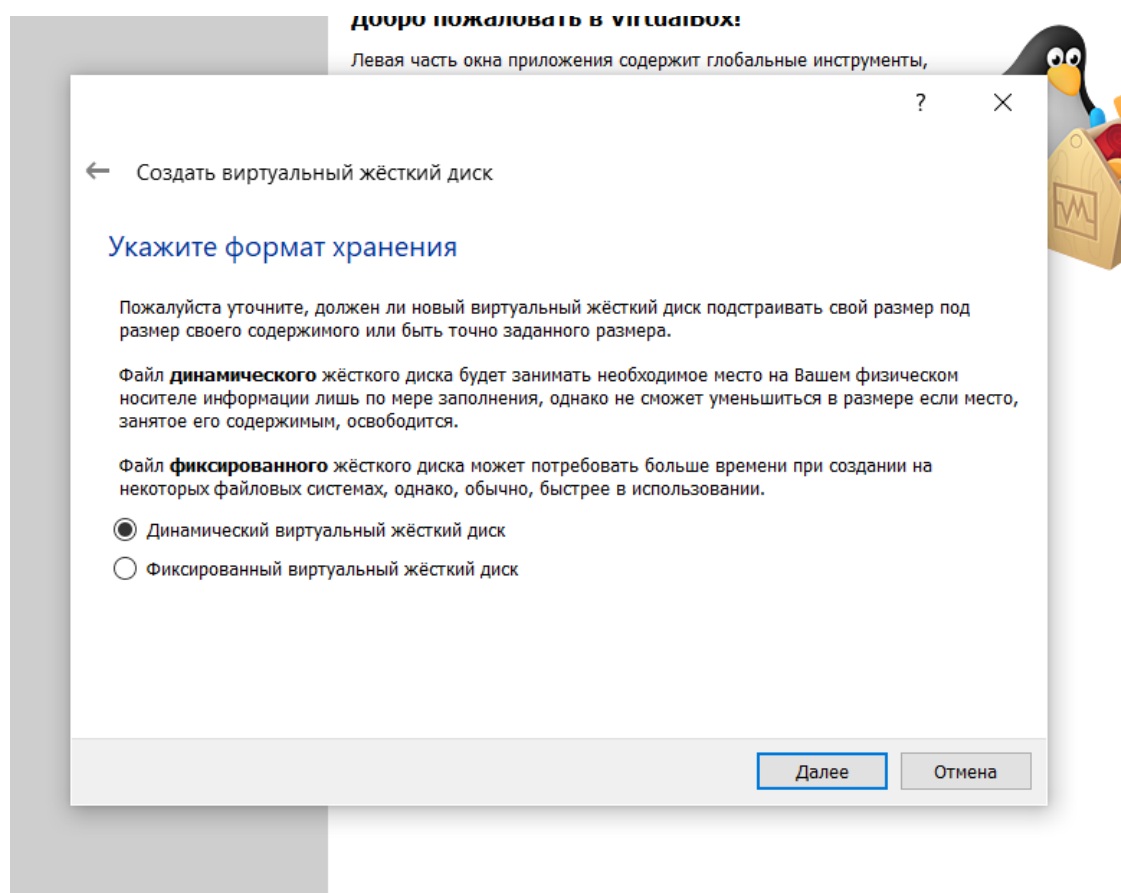 Добро пожаловать в VirtualBox!
Левая часть окна приложения содержит глобальные инструменты,
?
Создать виртуальный жёсткий диск
Укажите формат хранения
Пожалуйста уточните, должен ли новый виртуальный жёсткий диск подстраивать свой размер под
размер своего содержимого или быть точно заданного размера.
Файл динамического жёсткого диска будет занимать необходимое место на Вашем физическом
носителе информации лишь по мере заполнения, однако не сможет уменьшиться в размере если место,
занятое его содержимым, освободится.
Файл фиксированного жёсткого диска может потребовать больше времени при создании на
некоторых файловых системах, однако, обычно, быстрее в использовании.
Динамический виртуальный жёсткий диск
Фиксированный виртуальный жёсткий диск
Далее
Отмена